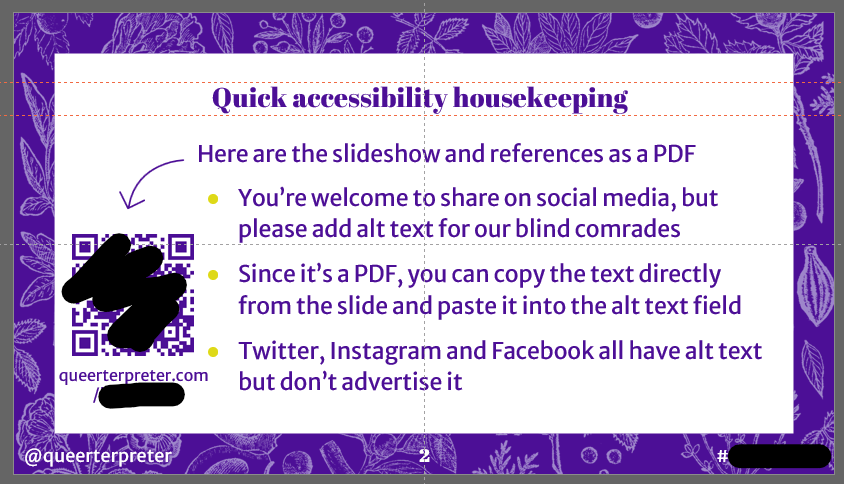 Quick accessibility housekeeping
Here are the slideshow and references as a PDF
You’re welcome to share on social media, but
please add alt text for our blind comrades
Since it’s a PDF, you can copy the text directly
from the slide and paste it into the alt text field
Twitter, Instagram and Facebook all have alt text
but don’t advertise it
queerterpreter.com
/
@queerterpreter
2
#